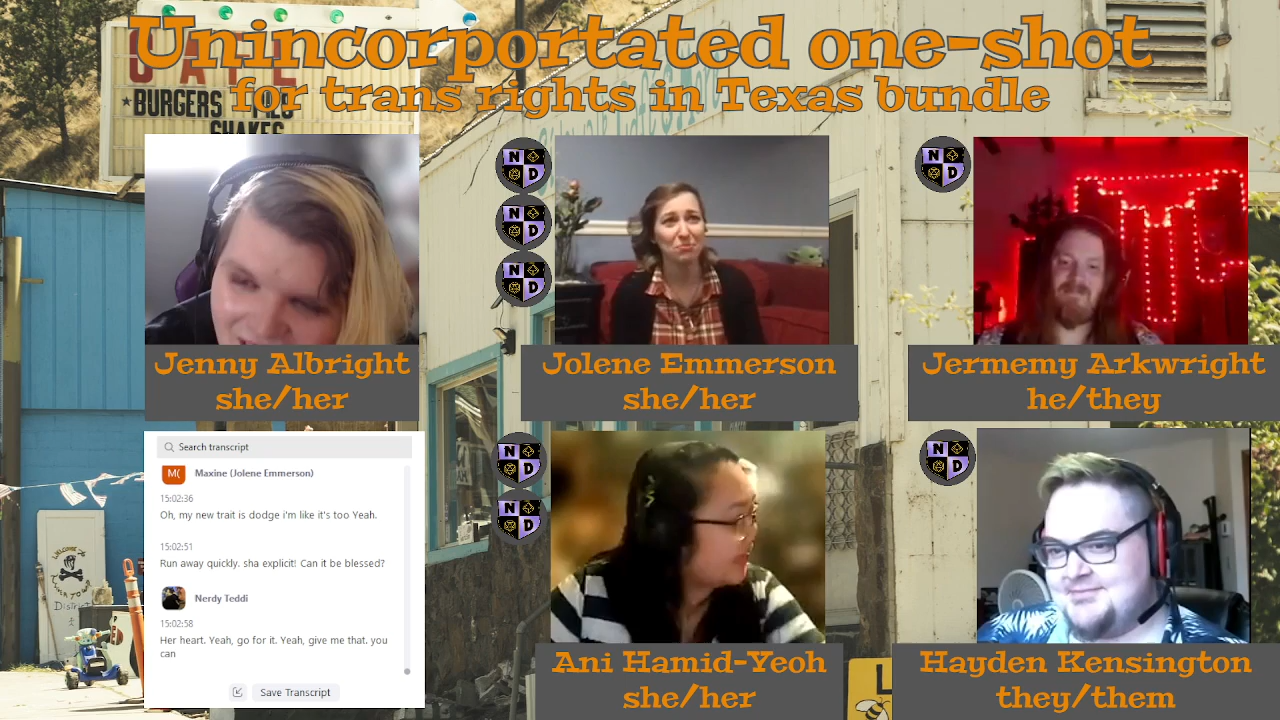 Unincorportated one-shot
for trans rights in Texas bundle
CAFE
★BURGERS PIES
SHAKES
N
D
N
D
N
D
N
D
Jenny Albright
she/her
Jolene Emmerson
she/her
Jermemy Arkwright
he/they
Search transcript
M(
Maxine (Jolene Emmerson)
15:02:36
Oh, my new trait is dodge i'm like it's too Yeah.
15:02:51
Run away quickly. sha explicit! Can it be blessed?
Nerdy Teddi
15:02:58
Her heart. Yeah, go for it. Yeah, give me that. you
can
Save Transcript
N
D
N
D
N
D
WELCOME
District
Ani Hamid-Yeoh
she/her
Hayden Kensington
they/them
L